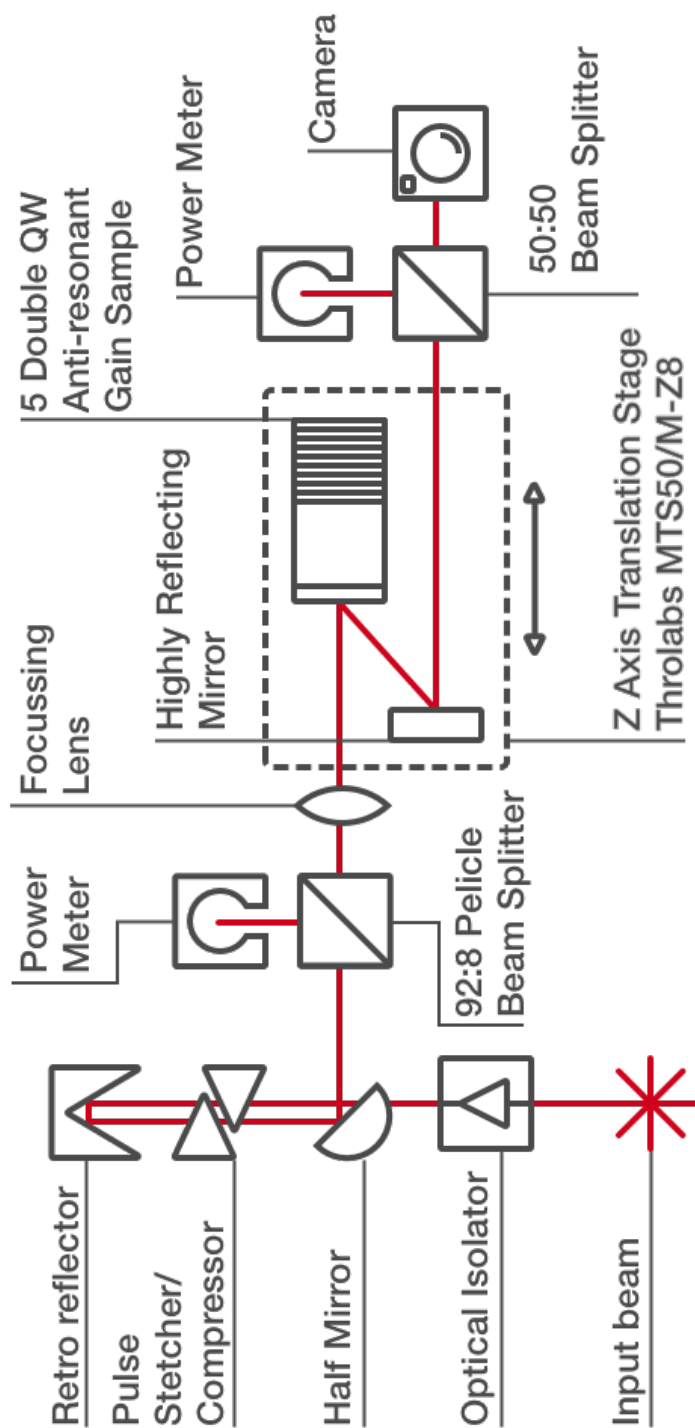 Retro reflector
Pulse
Stetcher/
Compressor
Half Mirror
Optical Isolator
Input beam
Power
Meter
92:8 Pelicle
Beam Splitter
Focussing
Lens
Highly Reflecting
Mirror
5 Double QW
Anti-resonant
Gain Sample
Z Axis Translation Stage
Throlabs MTS50/M-Z8
Power Meter
Camera
50:50
Beam Splitter